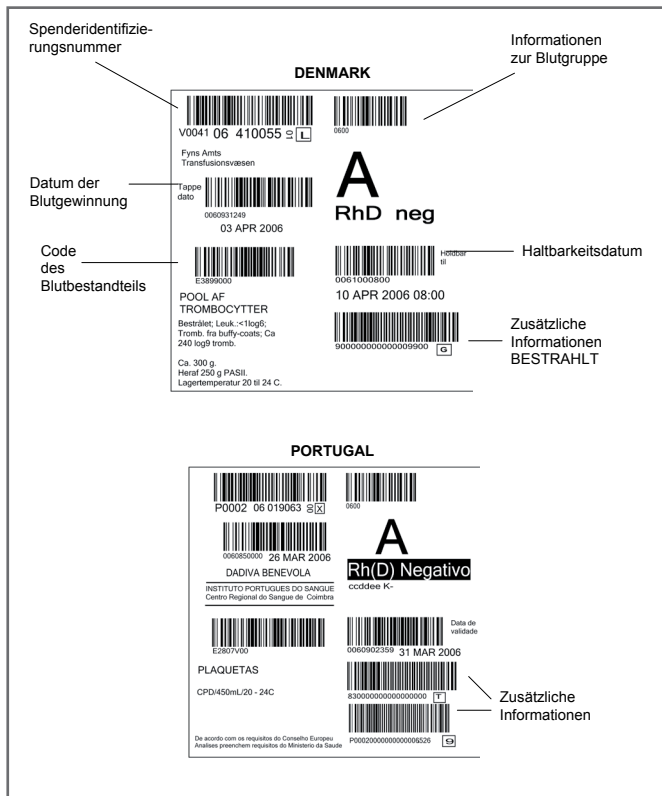 Spenderidentifizie-
rungsnummer
Informationen
zur Blutgruppe
DENMARK
V0041 06 410055 01 L
0600
Fyns Amts
Transfusionsvæsen
A
RhD neg
Datum der
Blutgewinnung
Tappe
dato
0060931249
03 APR 2006
Code
des
Blutbestandteils
E3899000
Holdbar
til
Haltbarkeitsdatum
0061000800
10 APR 2006 08:00
POOL AF
TROMBOCYTTER
Bestrålet; Leuk.:<1log6;
Tromb. fra buffy-coats; Ca
240 log9 tromb.
Ca. 300 g.
Heraf 250 g PASII.
Lagertemperatur 20 til 24 C.
900000000000009900 G
Zusätzliche
Informationen
BESTRAHLT
PORTUGAL
P0002 06 019063 00 X
0600
0060850000 26 MAR 2006
DADIVA BENEVOLA
INSTITUTO PORTUGUES DO SANGUE
Centro Regional do Sangue de Coimbra
A
Rh(D) Negativo
ccddee K-
E2807V00
Data de
validade
0060902359 31 MAR 2006
PLAQUETAS
CPD/450mL/20 - 24C
830000000000000000 T
Zusätzliche
Informationen
De acordo com os requisitos do Conselho Europeu
Analises preenchem requisitos do Ministerio da Saude
P00020000000000006526 9